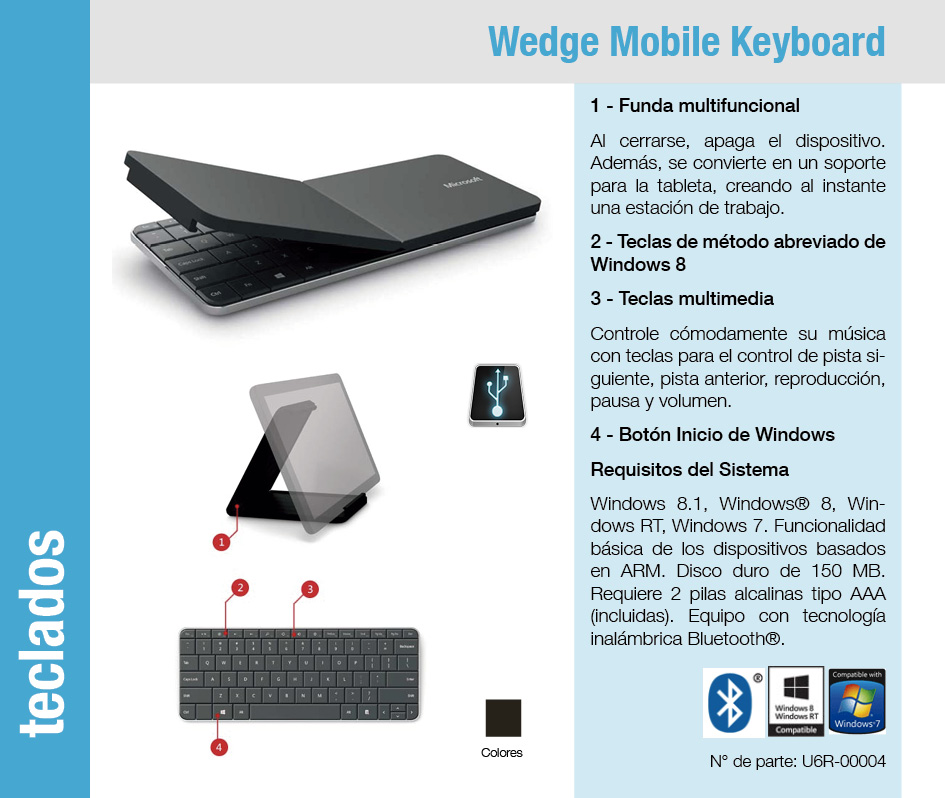 Wedge Mobile Keyboard
teclados
Microsoft
1
2
3
4
Colores
1 - Funda multifuncional
Al cerrarse, apaga el dispositivo.
Además, se convierte en un soporte
para la tableta, creando al instante
una estación de trabajo.
2 - Teclas de método abreviado de
Windows 8
3 - Teclas multimedia
Controle cómodamente su música
con teclas para el control de pista si-
guiente, pista anterior, reproducción,
pausa y volumen.
4 - Botón Inicio de Windows
Requisitos del Sistema
Windows 8.1, Windows® 8, Win-
dows RT, Windows 7. Funcionalidad
básica de los dispositivos basados
en ARM. Disco duro de 150 MB.
Requiere 2 pilas alcalinas tipo AAA
(incluidas). Equipo con tecnología
inalámbrica Bluetooth®.
®
Windows 8
Windows RT
Compatible
Compatible with
Windows 7
N° de parte: U6R-00004